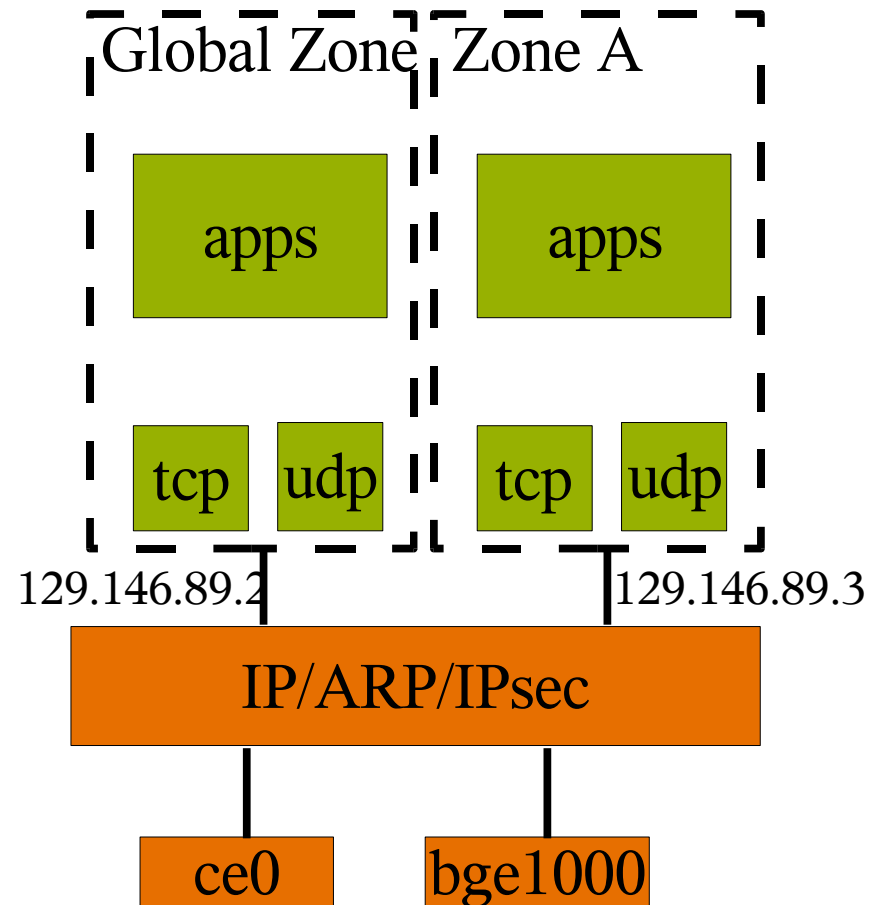 Global Zone
Zone A
apps
apps
tcp
udp
tcp
udp
129.146.89.2
129.146.89.3
IP/ARP/IPsec
ce0
bge1000